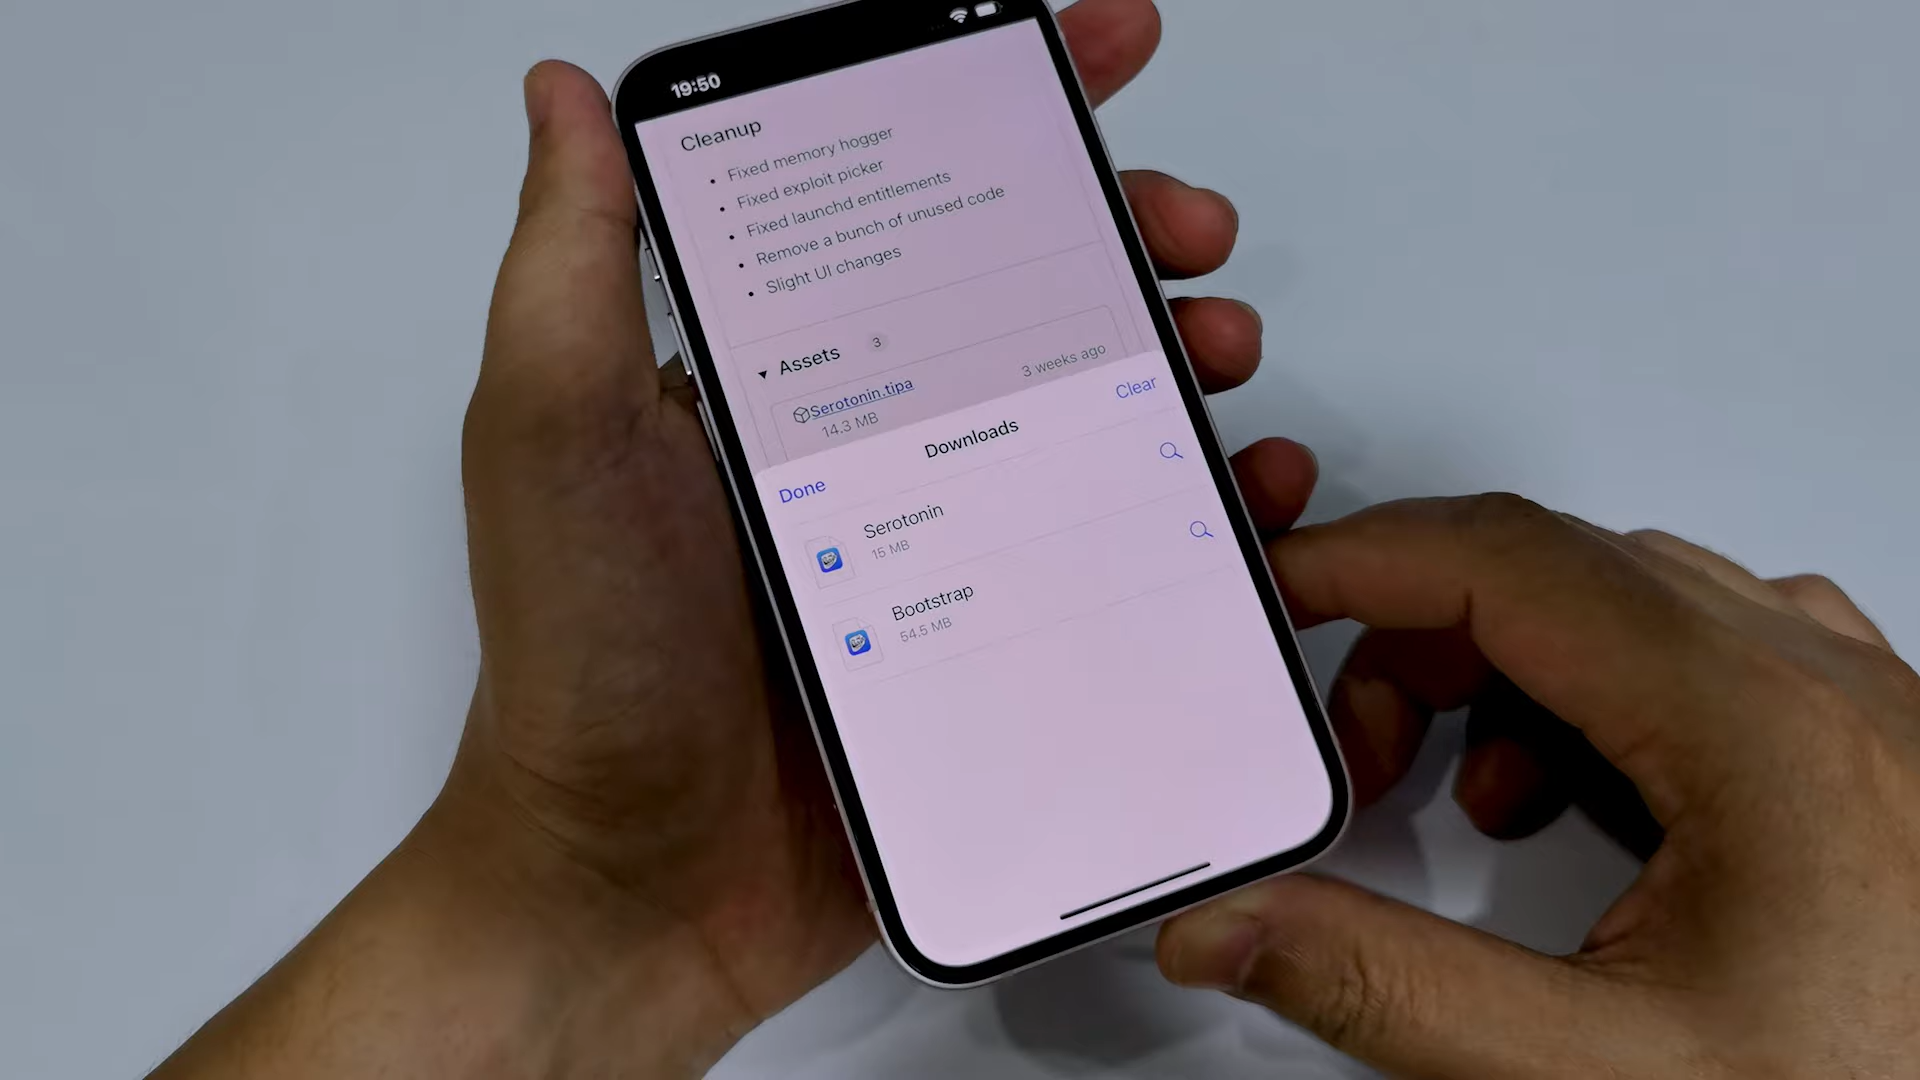 19:50
Cleanup
• Fixed memory hogger
• Fixed exploit picker
• Fixed launchd entitlements
• Remove a bunch of unused code
• Slight UI changes
Assets 3
Serotonin.tipa
14.3 MB
3 weeks ago
Downloads
Clear
Done
Serotonin
15 MB
Bootstrap
54.5 MB